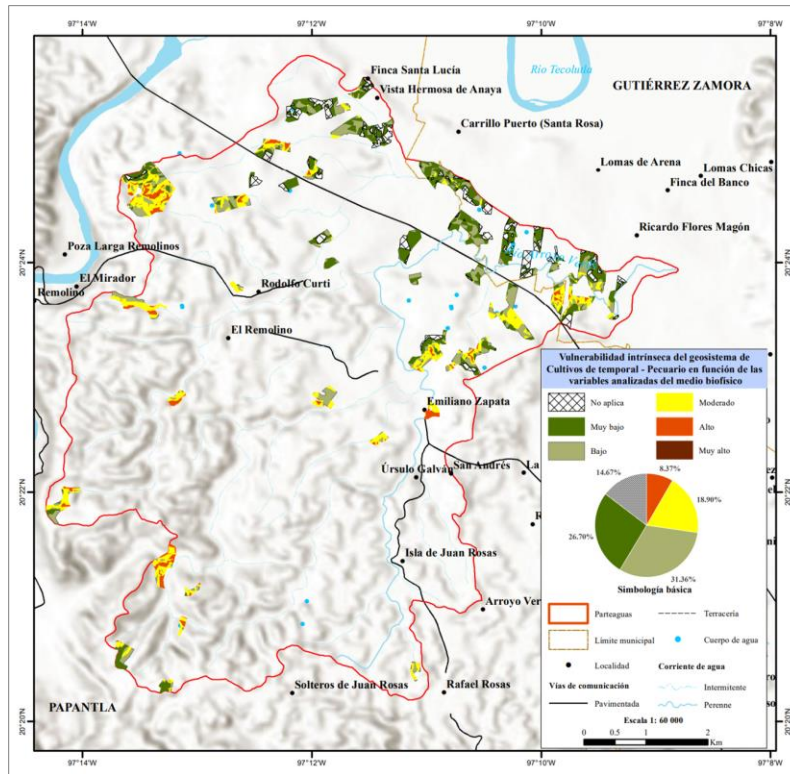 97°14'W
97°12'W
97°10'W
97°8'W
Finca Santa Lucía
Vista Hermosa de Anaya
Río Tecolutla
GUTIÉRREZ ZAMORA
Carrillo Puerto (Santa Rosa)
Lomas de Arena
Lomas Chicas
Finca del Banco
Ricardo Flores Magón
Poza Larga Remolinos
20°24'N
20°24'N
El Mirador
Remolino
Rodolfo Curti
El Remolino
Emiliano Zapata
Úrsulo Galván
San Andrés
La
20°22'N
20°22'N
R
Isla de Juan Rosas
Arroyo Ver
Solteros de Juan Rosas
Rafael Rosas
PAPANTLA
20°20'N
20°20'N
Vulnerabilidad intrínseca del geosistema de
Cultivos de temporal - Pecuario en función de las
variables analizadas del medio biofísico
No aplica
Moderado
Muy bajo
Alto
Bajo
Muy alto
14.67%
8.37%
18.90%
26.70%
31.36%
Simbología básica
Parteaguas
Terracería
Límite municipal
Cuerpo de agua
Localidad
Corriente de agua
Vías de comunicación
Intermitente
Pavimentada
Perenne
Escala 1: 60 000
0 0.5 1 2
Km
97°14'W
97°12'W
97°10'W
97°8'W